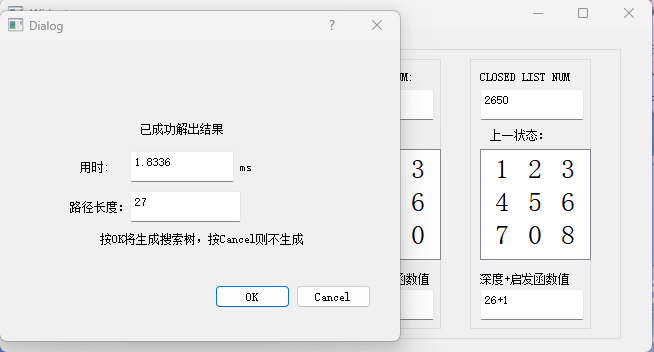 Dialog
?
已成功解出结果
用时:
1.8336
ms
路径长度:
27
按OK将生成搜索树，按Cancel则不生成
OK
Cancel
UM:
3
6
0
函数值
CLOSED LIST NUM
2650
上一状态:
1 2 3
4 5 6
7 0 8
深度+启发函数值
26+1